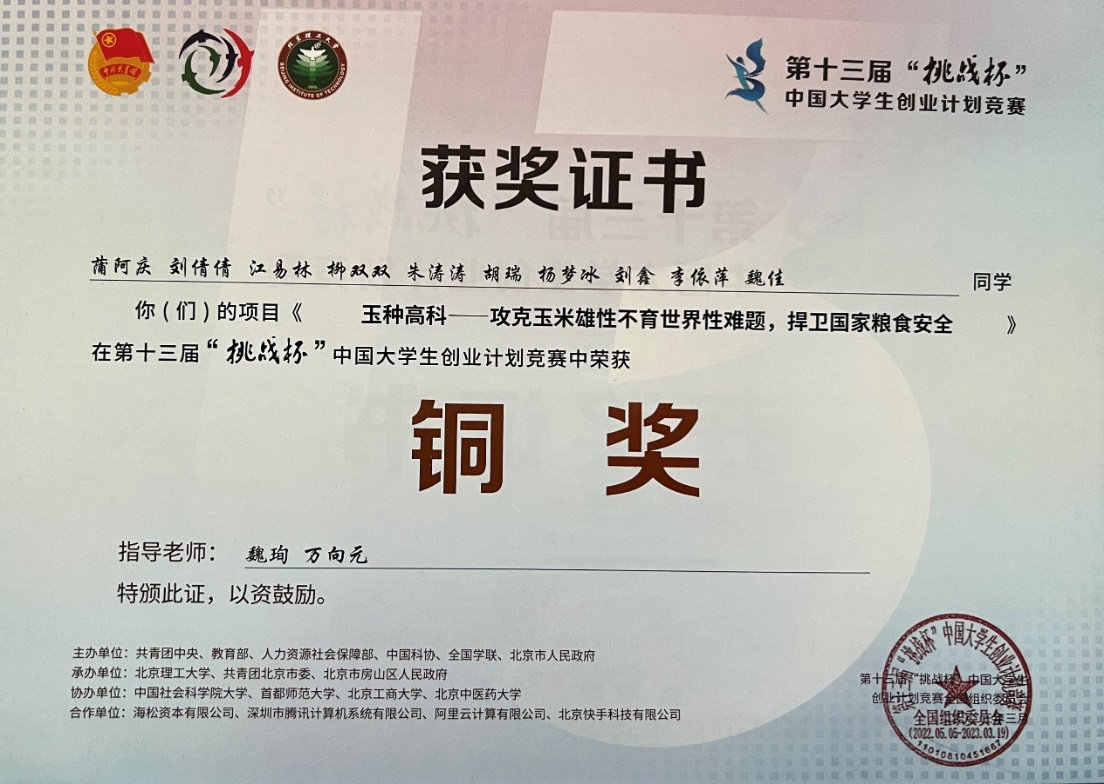 中国共青团
BEIJING INSTITUTE OF TECHNOLOGY
第十三届“挑战杯”
中国大学生创业计划竞赛
获奖证书
蒲阿庆 刘倩倩 江易林 柳双双 朱涛涛 胡瑞 杨梦冰 刘鑫 李依萍 魏佳 同学
你(们)的项目《 玉种高科——攻克玉米雄性不育世界性难题，捍卫国家粮食安全 》
在第十三届“挑战杯”中国大学生创业计划竞赛中荣获
铜 奖
指导老师： 魏珣 万向元
特颁此证，以资鼓励。
主办单位：共青团中央、教育部、人力资源社会保障部、中国科协、全国学联、北京市人民政府
承办单位：北京理工大学、共青团北京市委、北京市房山区人民政府
协办单位：中国社会科学院大学、首都师范大学、北京工商大学、北京中医药大学
合作单位：海松资本有限公司、深圳市腾讯计算机系统有限公司、阿里云计算有限公司、北京快手科技有限公司
第十三届“挑战杯”中国大学生
创业计划竞赛全国组织委员会
全国组织委员会
(2022.05.05-2023.03.19)
11010810451667